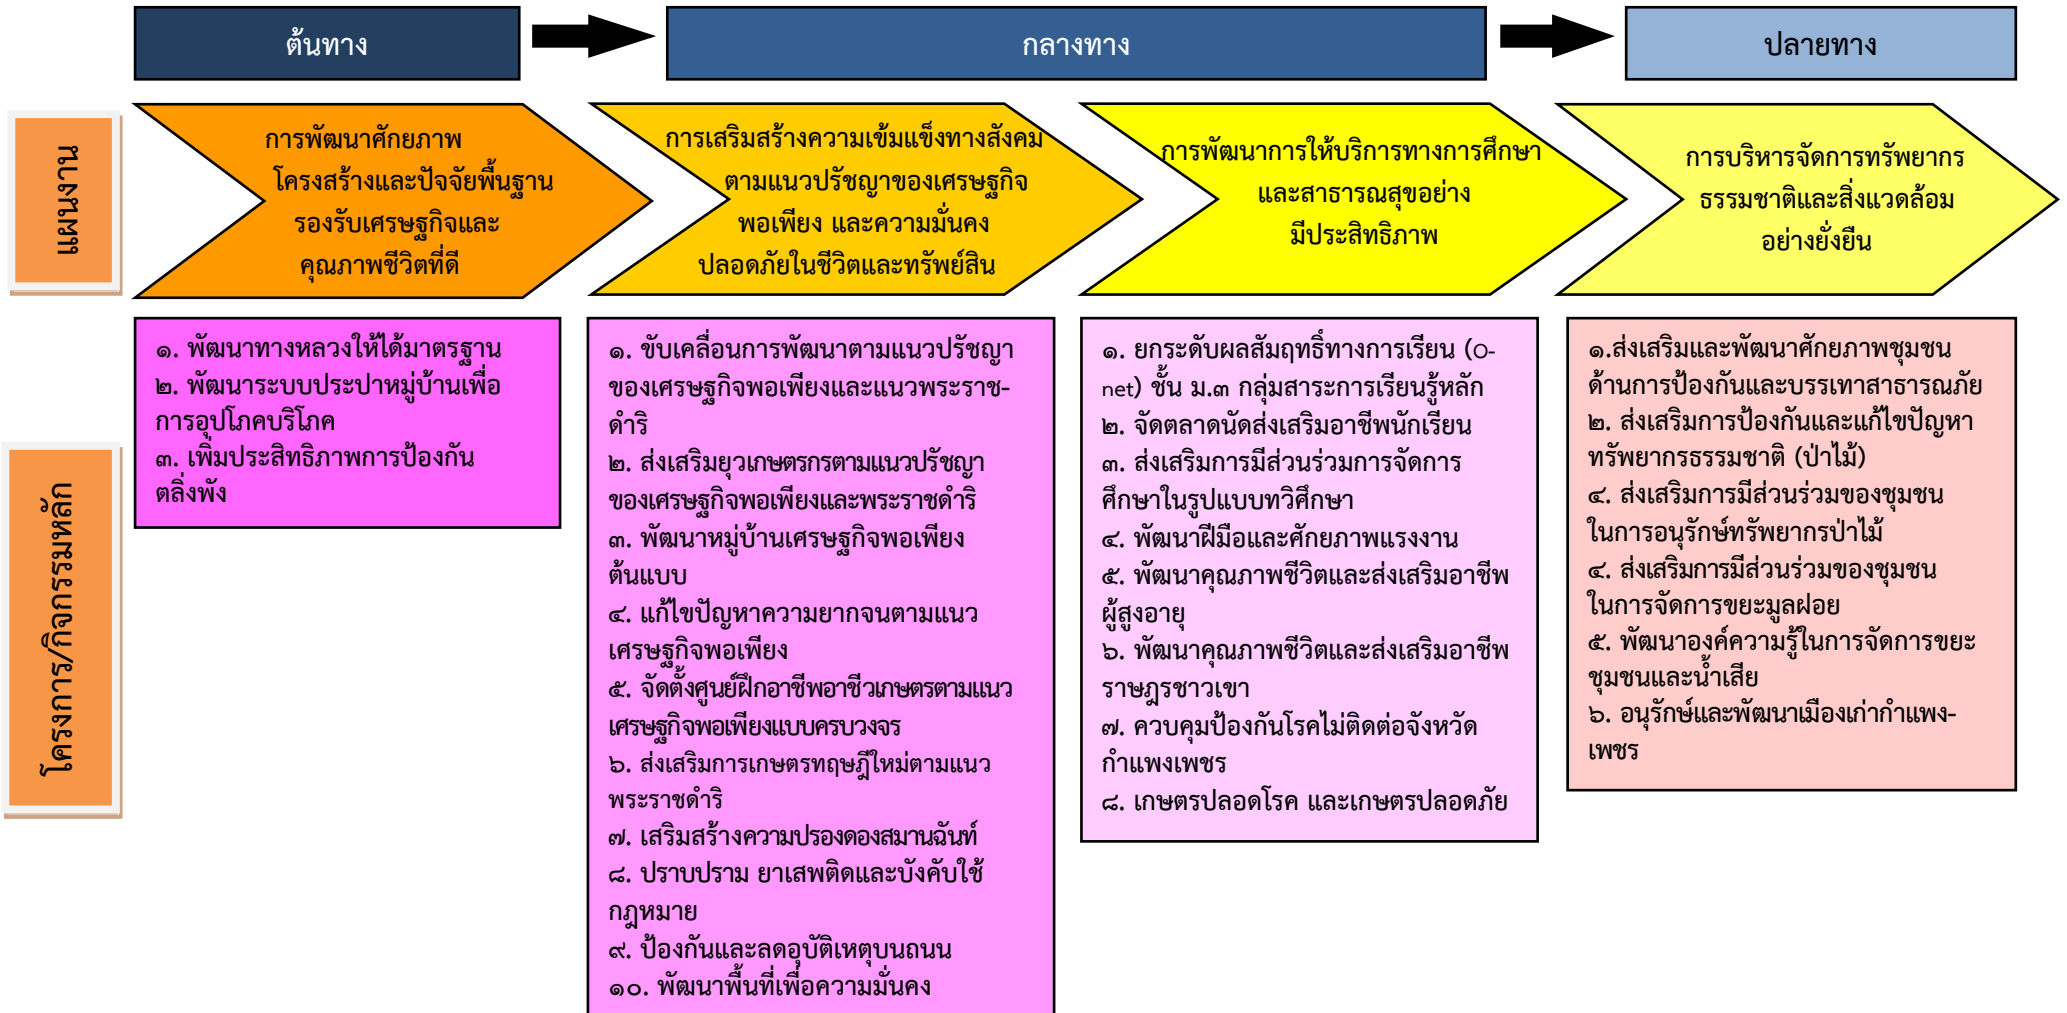 ต้นทาง
กลางทาง
ปลายทาง
แผนงาน
การพัฒนาศักยภาพ
โครงสร้างและปัจจัยพื้นฐาน
รองรับเศรษฐกิจและ
คุณภาพชีวิตที่ดี
การเสริมสร้างความเข้มแข็งทางสังคม
ตามแนวปรัชญาของเศรษฐกิจ
พอเพียง และความมั่นคง
ปลอดภัยในชีวิตและทรัพย์สิน
การพัฒนาการให้บริการทางการศึกษา
และสาธารณสุขอย่าง
มีประสิทธิภาพ
การบริหารจัดการทรัพยากร
ธรรมชาติและสิ่งแวดล้อม
อย่างยั่งยืน
โครงการ/กิจกรรมหลัก
๑. พัฒนาทางหลวงให้ได้มาตรฐาน
๒. พัฒนาระบบประปาหมู่บ้านเพื่อ
การอุปโภคบริโภค
๓. เพิ่มประสิทธิภาพการป้องกัน
ตลิ่งพัง
๑. ขับเคลื่อนการพัฒนาตามแนวปรัชญา
ของเศรษฐกิจพอเพียงและแนวพระราช-
ดำริ
๒. ส่งเสริมยุวเกษตรกรตามแนวปรัชญา
ของเศรษฐกิจพอเพียงและพระราชดำริ
๓. พัฒนาหมู่บ้านเศรษฐกิจพอเพียง
ต้นแบบ
๔. แก้ไขปัญหาความยากจนตามแนว
เศรษฐกิจพอเพียง
๕. จัดตั้งศูนย์ฝึกอาชีพอาชีวเกษตรตามแนว
เศรษฐกิจพอเพียงแบบครบวงจร
๖. ส่งเสริมการเกษตรทฤษฎีใหม่ตามแนว
พระราชดำริ
๗. เสริมสร้างความปรองดองสมานฉันท์
๘. ปราบปราม ยาเสพติดและบังคับใช้
กฎหมาย
๙. ป้องกันและลดอุบัติเหตุบนถนน
๑๐. พัฒนาพื้นที่เพื่อความมั่นคง
๑. ยกระดับผลสัมฤทธิ์ทางการเรียน (O-
net) ชั้น ม.๓ กลุ่มสาระการเรียนรู้หลัก
๒. จัดตลาดนัดส่งเสริมอาชีพนักเรียน
๓. ส่งเสริมการมีส่วนร่วมการจัดการ
ศึกษาในรูปแบบทวิศึกษา
๔. พัฒนาฝีมือและศักยภาพแรงงาน
๕. พัฒนาคุณภาพชีวิตและส่งเสริมอาชีพ
ผู้สูงอายุ
๖. พัฒนาคุณภาพชีวิตและส่งเสริมอาชีพ
ราษฎรชาวเขา
๗. ควบคุมป้องกันโรคไม่ติดต่อจังหวัด
กำแพงเพชร
๘. เกษตรปลอดโรค และเกษตรปลอดภัย
๑.ส่งเสริมและพัฒนาศักยภาพชุมชน
ด้านการป้องกันและบรรเทาสาธารณภัย
๒. ส่งเสริมการป้องกันและแก้ไขปัญหา
ทรัพยากรธรรมชาติ (ป่าไม้)
๔. ส่งเสริมการมีส่วนร่วมของชุมชน
ในการอนุรักษ์ทรัพยากรป่าไม้
๔. ส่งเสริมการมีส่วนร่วมของชุมชน
ในการจัดการขยะมูลฝอย
๕. พัฒนาองค์ความรู้ในการจัดการขยะ
ชุมชนและน้ำเสีย
๖. อนุรักษ์และพัฒนาเมืองเก่ากำแพง-
เพชร